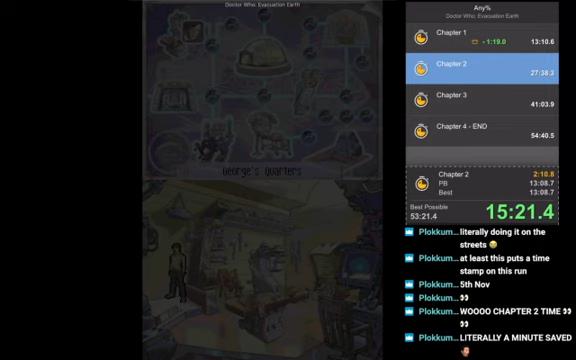 Doctor Who: Evacuation Earth
George's Quarters
Any%
Doctor Who: Evacuation Earth
Chapter 1
- 1:19.0
13:10.6
Chapter 2
27:38.3
Chapter 3
41:03.9
Chapter 4 - END
54:40.5
Chapter 2
2:10.8
PB
13:08.7
Best
13:08.7
Best Possible
53:21.4
15:21.4
Plokkum... literally doing it on the
streets 😂
Plokkum... at least this puts a time
stamp on this run
Plokkum... 5th Nov
Plokkum... 👀
Plokkum... WOOOO CHAPTER 2 TIME 👀
👀
Plokkum... LITERALLY A MINUTE SAVED